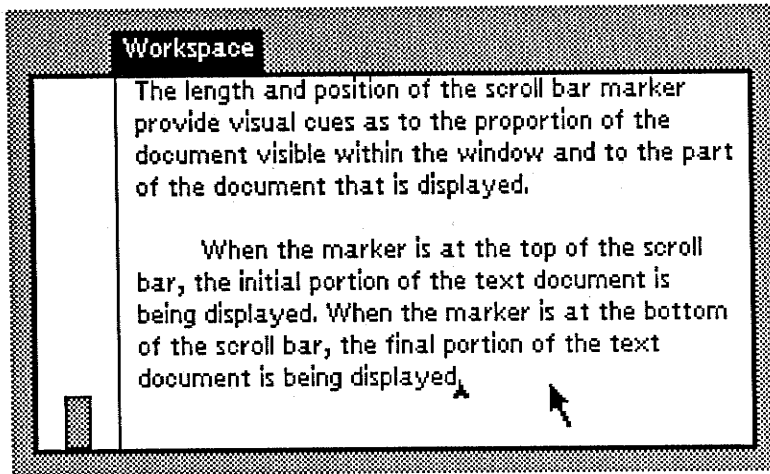 Workspace
The length and position of the scroll bar marker
provide visual cues as to the proportion of the
document visible within the window and to the part
of the document that is displayed.
When the marker is at the top of the scroll
bar, the initial portion of the text document is
being displayed. When the marker is at the bottom
of the scroll bar, the final portion of the text
document is being displayed